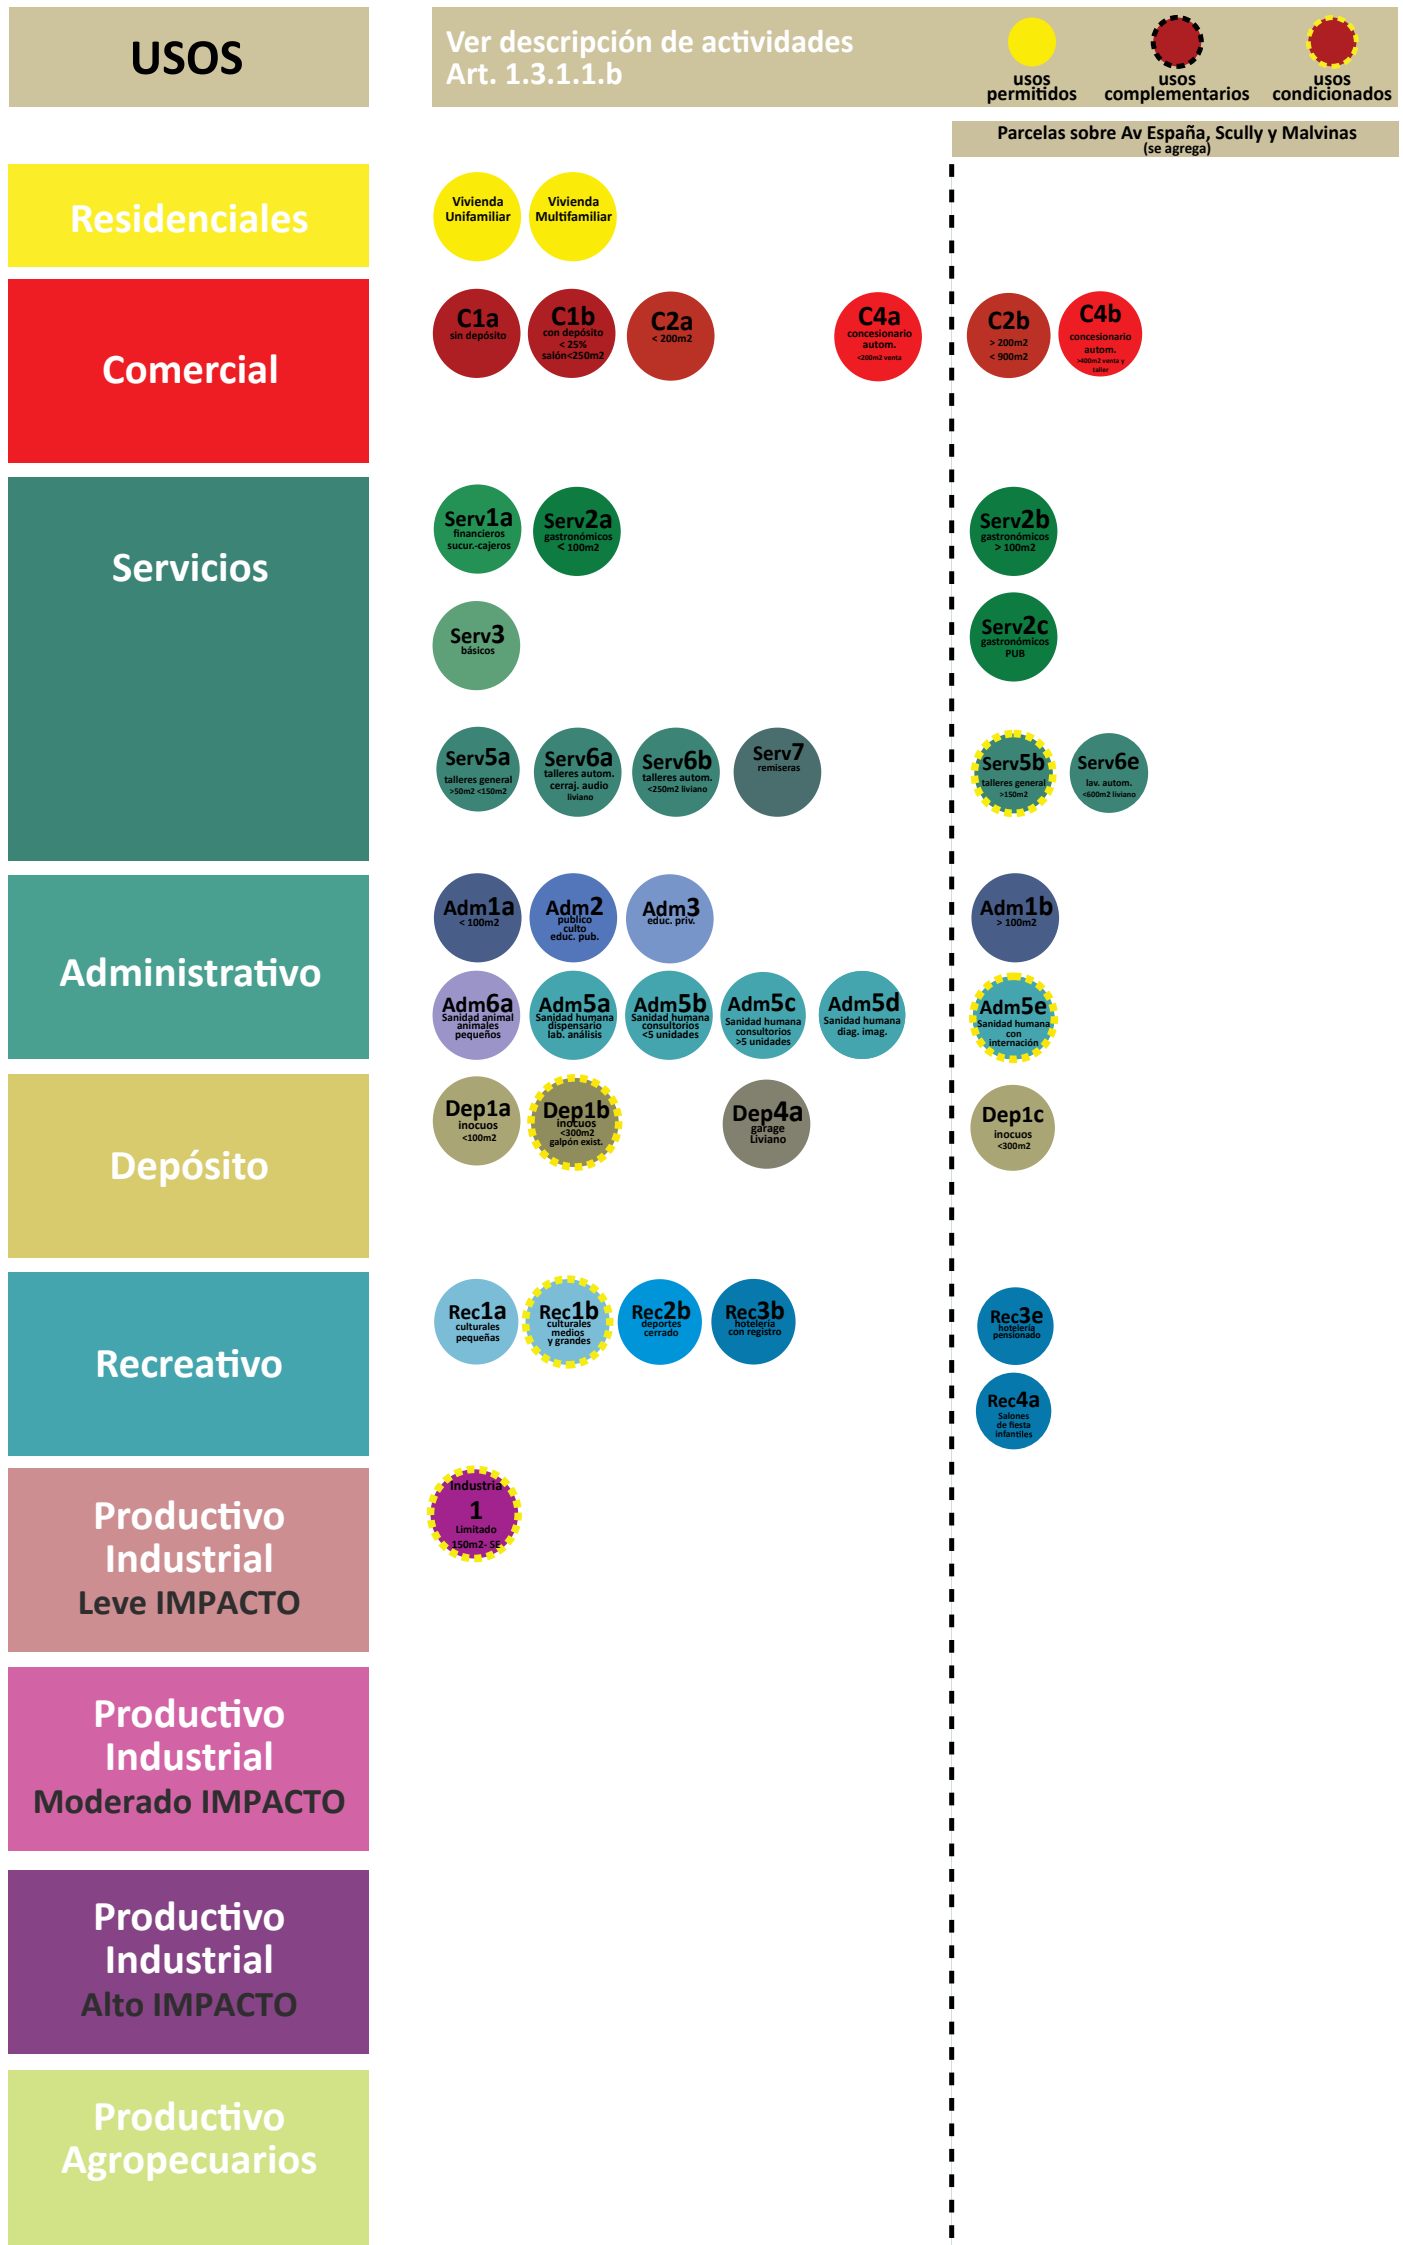 USOS
Ver descripción de actividades
Art. 1.3.1.1.b
usos
permitidos
usos
complementarios
usos
condicionados
Parcelas sobre Av España, Scully y Malvinas
(se agrega)
Residenciales
Vivienda
Unifamiliar
Vivienda
Multifamiliar
Comercial
C1a
sin depósito
C1b
con depósito
< 25%
salón<250m2
C2a
< 200m2
C4a
concesionario
autom.
<200m2 venta
C2b
> 200m2
< 900m2
C4b
concesionario
autom.
>400m2 venta y
taller
Servicios
Serv1a
financieros
sucur.-cajeros
Serv2a
gastronómicos
< 100m2
Serv2b
gastronómicos
> 100m2
Serv3
básicos
Serv2c
gastronómicos
PUB
Serv5a
talleres general
>50m2 <150m2
Serv6a
talleres autom.
cerraj. audio
liviano
Serv6b
talleres autom.
<250m2 liviano
Serv7
remiseras
Serv5b
talleres general
>150m2
Serv6e
lav. autom.
<600m2 liviano
Administrativo
Adm1a
< 100m2
Adm2
publico
culto
educ. pub.
Adm3
educ. priv.
Adm1b
> 100m2
Adm6a
Sanidad animal
animales
pequeños
Adm5a
Sanidad humana
dispensario
lab. análisis
Adm5b
Sanidad humana
consultorios
<5 unidades
Adm5c
Sanidad humana
consultorios
>5 unidades
Adm5d
Sanidad humana
diag. imag.
Adm5e
Sanidad humana
con
internación
Depósito
Dep1a
inocuos
<100m2
Dep1b
inocuos
<300m2
galpón exist.
Dep4a
garage
Liviano
Dep1c
inocuos
<300m2
Recreativo
Rec1a
culturales
pequeñas
Rec1b
culturales
medios
y grandes
Rec2b
deportes
cerrado
Rec3b
hotelería
con registro
Rec3e
hotelería
pensionado
Rec4a
Salones
de fiesta
infantiles
Productivo
Industrial
Leve IMPACTO
Industria
1
Limitado
150m2- SE
Productivo
Industrial
Moderado IMPACTO
Productivo
Industrial
Alto IMPACTO
Productivo
Agropecuarios